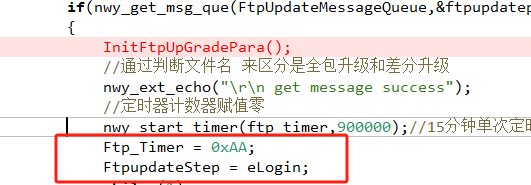 if(nwy_get_msg_que(FtpUpdateMessageQueue,&ftpupdatep
{
InitFtpUpGradePara();
//通过判断文件名 来区分是全包升级和差分升级
nwy_ext_echo("\r\n get message success");
//定时器计数器赋值零
nwy_start_timer(ftp_timer,900000);//15分钟单次定时
Ftp_Timer = 0xAA;
FtpupdateStep = eLogin;